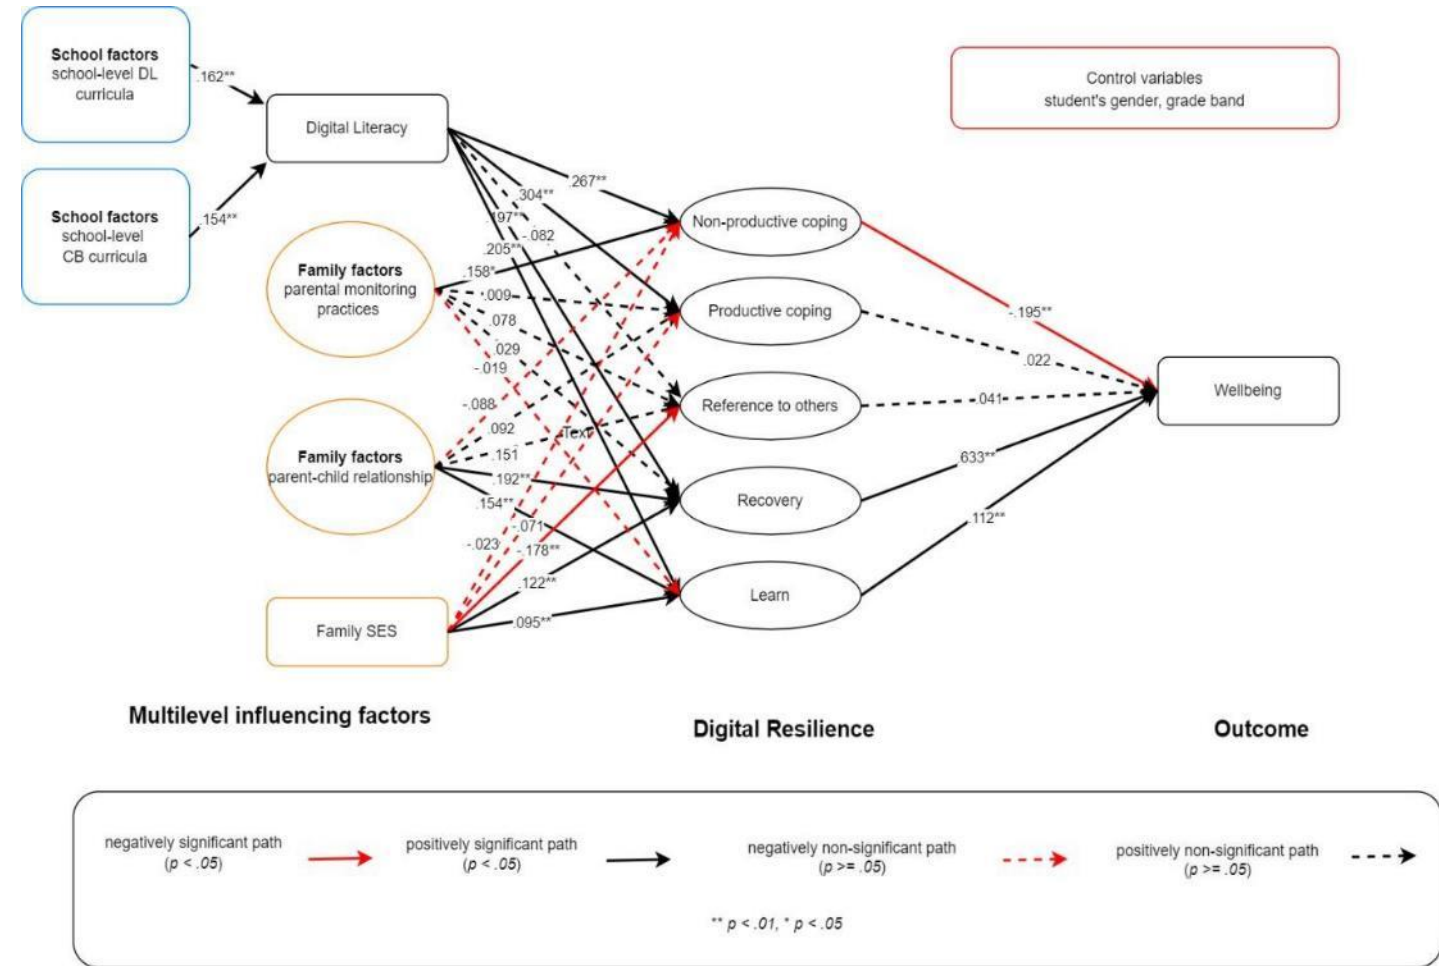 School factors
school-level DL
curricula
.162**
Digital Literacy
Control variables
student's gender, grade band
School factors
school-level
CB curricula
.154**
.267**
.304**
.197**
-.082
.205**
Non-productive coping
Family factors
parental monitoring
practices
.158*
.009
.078
.029
-.019
Productive coping
-.195**
.022
Reference to others
.041
Wellbeing
-.088
.092
Text
.151
Family factors
parent-child relationship
.192**
.154**
Recovery
.633**
.112**
-.071
-.023
-.178**
.122**
.095**
Learn
Family SES
Multilevel influencing factors
Digital Resilience
Outcome
negatively significant path
(p < .05)
positively significant path
(p < .05)
negatively non-significant path
(p >= .05)
positively non-significant path
(p >= .05)
** p < .01, * p < .05